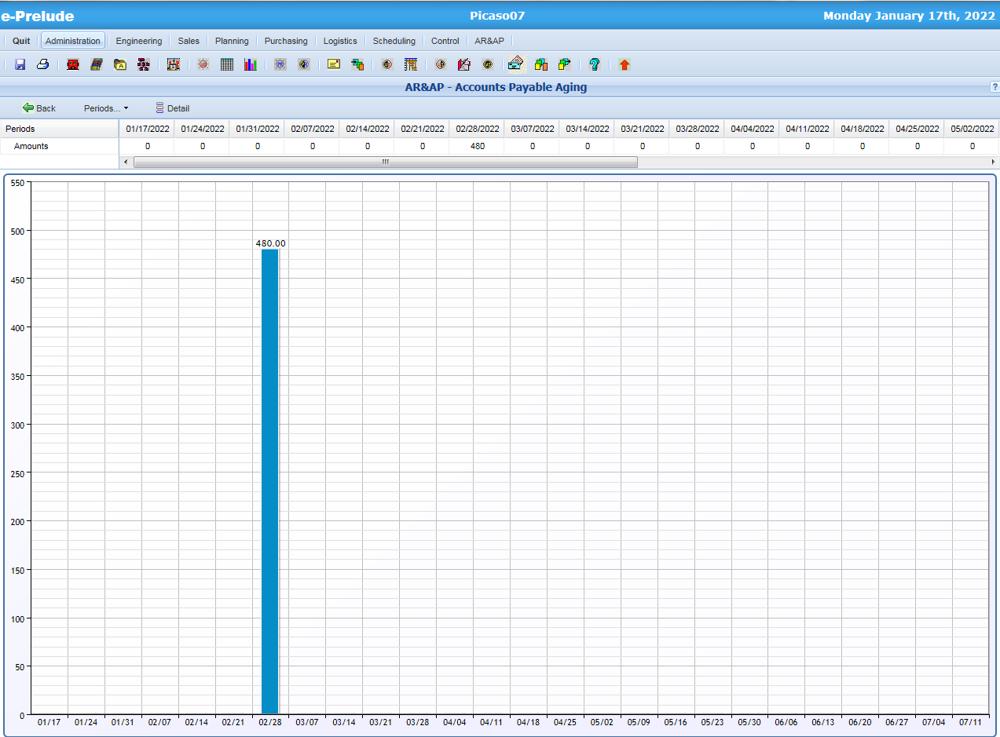 e-Prelude Picaso07 Monday January 17th, 2022
Quit Administration Engineering Sales Planning Purchasing Logistics Scheduling Control AR&AP
AR&AP - Accounts Payable Aging ?
Back Periods... Detail
Periods 01/17/2022 01/24/2022 01/31/2022 02/07/2022 02/14/2022 02/21/2022 02/28/2022 03/07/2022 03/14/2022 03/21/2022 03/28/2022 04/04/2022 04/11/2022 04/18/2022 04/25/2022 05/02/2022
Amounts 0 0 0 0 0 0 480 0 0 0 0 0 0 0 0 0
550
500
480.00
450
400
350
300
250
200
150
100
50
0
01/17 01/24 01/31 02/07 02/14 02/21 02/28 03/07 03/14 03/21 03/28 04/04 04/11 04/18 04/25 05/02 05/09 05/16 05/23 05/30 06/06 06/13 06/20 06/27 07/04 07/11